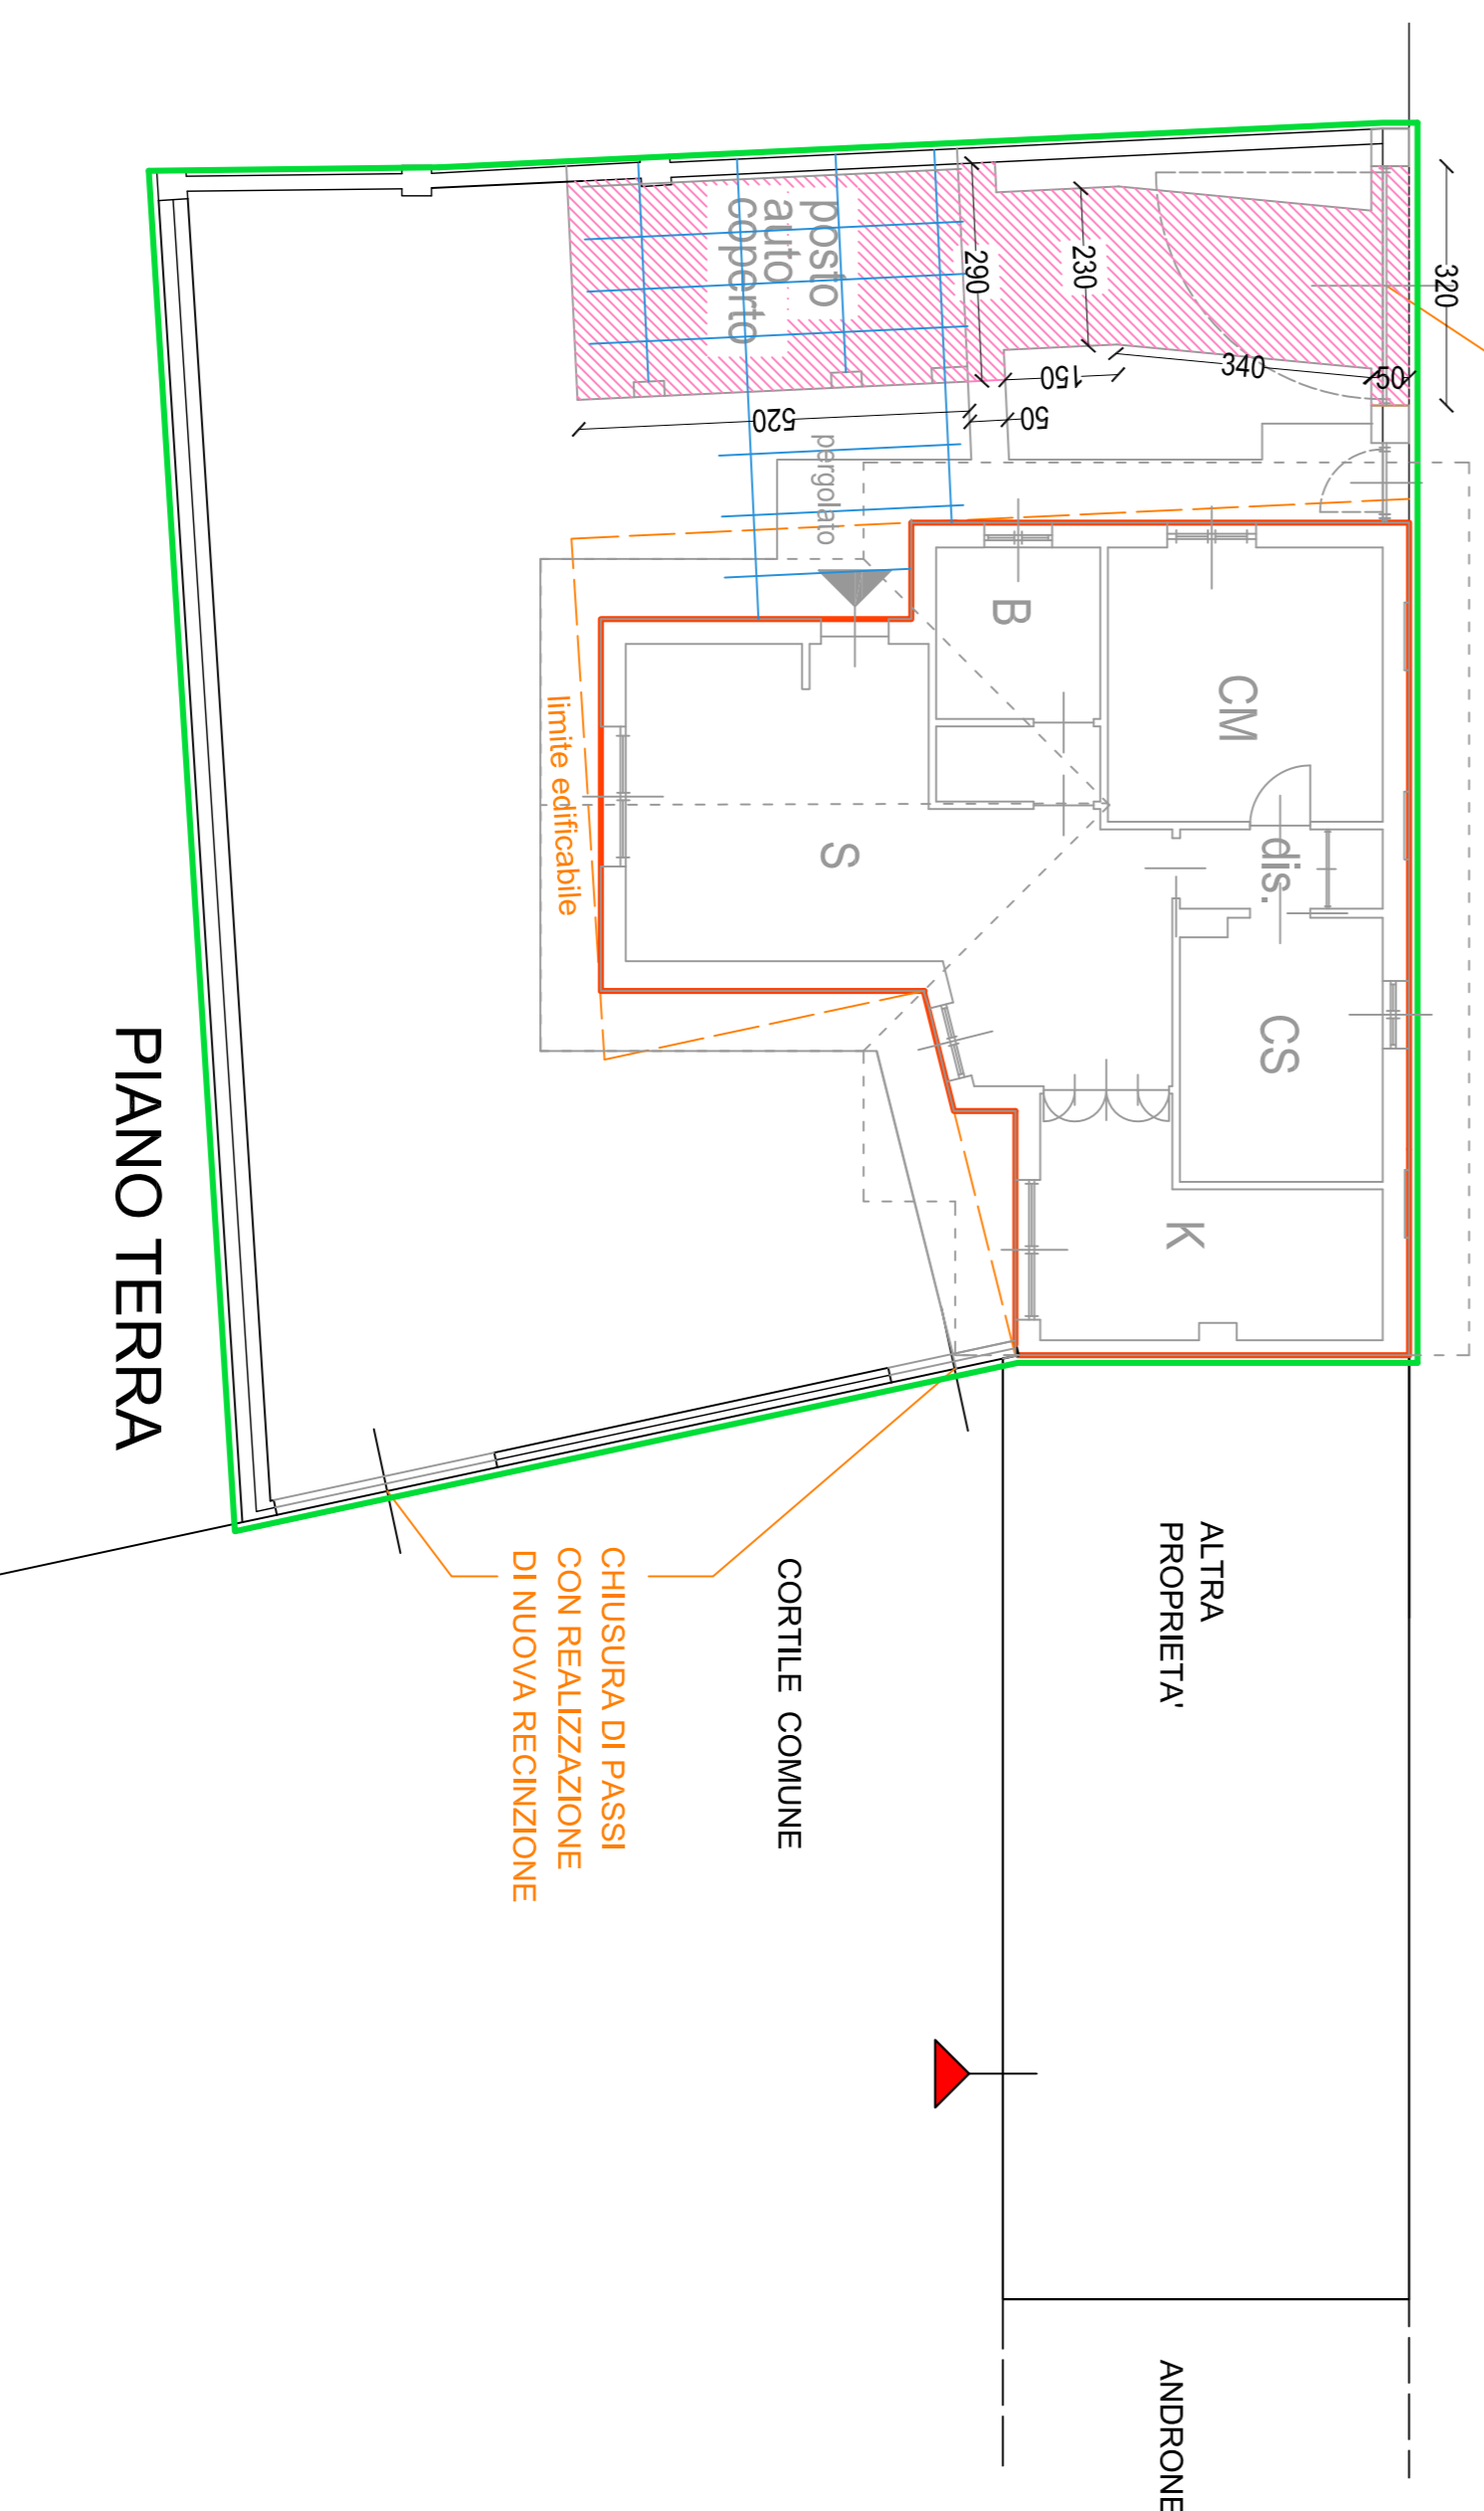 320
50
340
230
150
290
50
520
posto
auto
coperto
pergolato
B
CM
dis.
S
CS
K
limite edificabile
PIANO TERRA
ALTRA
PROPRIETA'
CORTILE COMUNE
CHIUSURA DI PASSI
CON REALIZZAZIONE
DI NUOVA RECINZIONE
ANDRONE